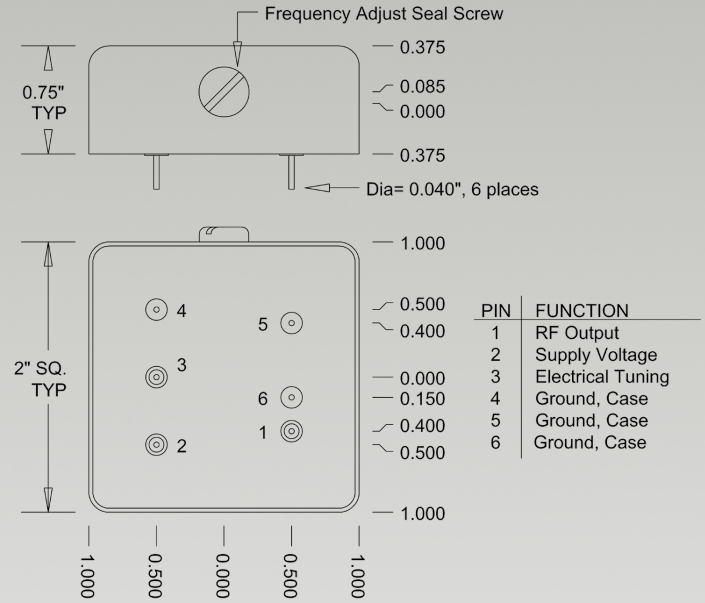 Frequency Adjust Seal Screw
0.375
0.75"
TYP
0.085
0.000
0.375
Dia= 0.040", 6 places
1.000
4
0.500
5
0.400
3
2" SQ.
TYP
0.000
6
0.150
1
0.400
2
0.500
1.000
PIN FUNCTION
1 RF Output
2 Supply Voltage
3 Electrical Tuning
4 Ground, Case
5 Ground, Case
6 Ground, Case
1.000
0.500
0.000
0.500
1.000